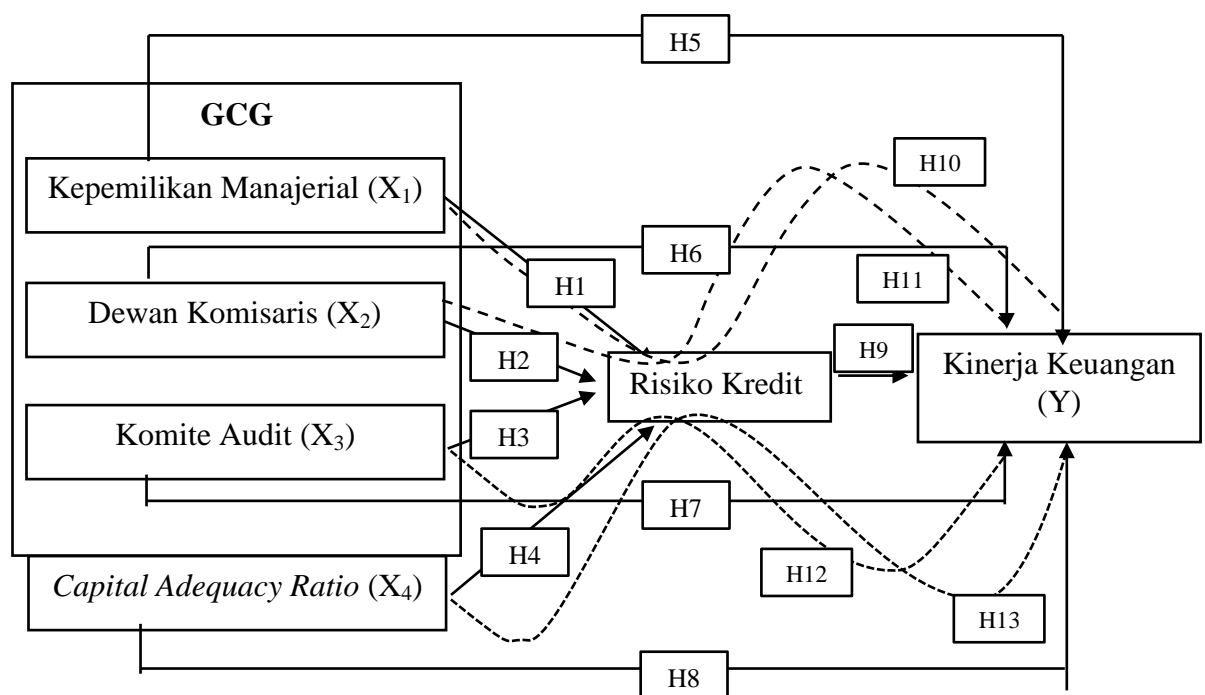 H5
GCG
Kepemilikan Manajerial (X₁)
H10
H6
H11
H1
Dewan Komisaris (X₂)
H2
H9
Risiko Kredit
Kinerja Keuangan
(Y)
Komite Audit (X₃)
H3
H7
H4
H12
Capital Adequacy Ratio (X₄)
H13
H8